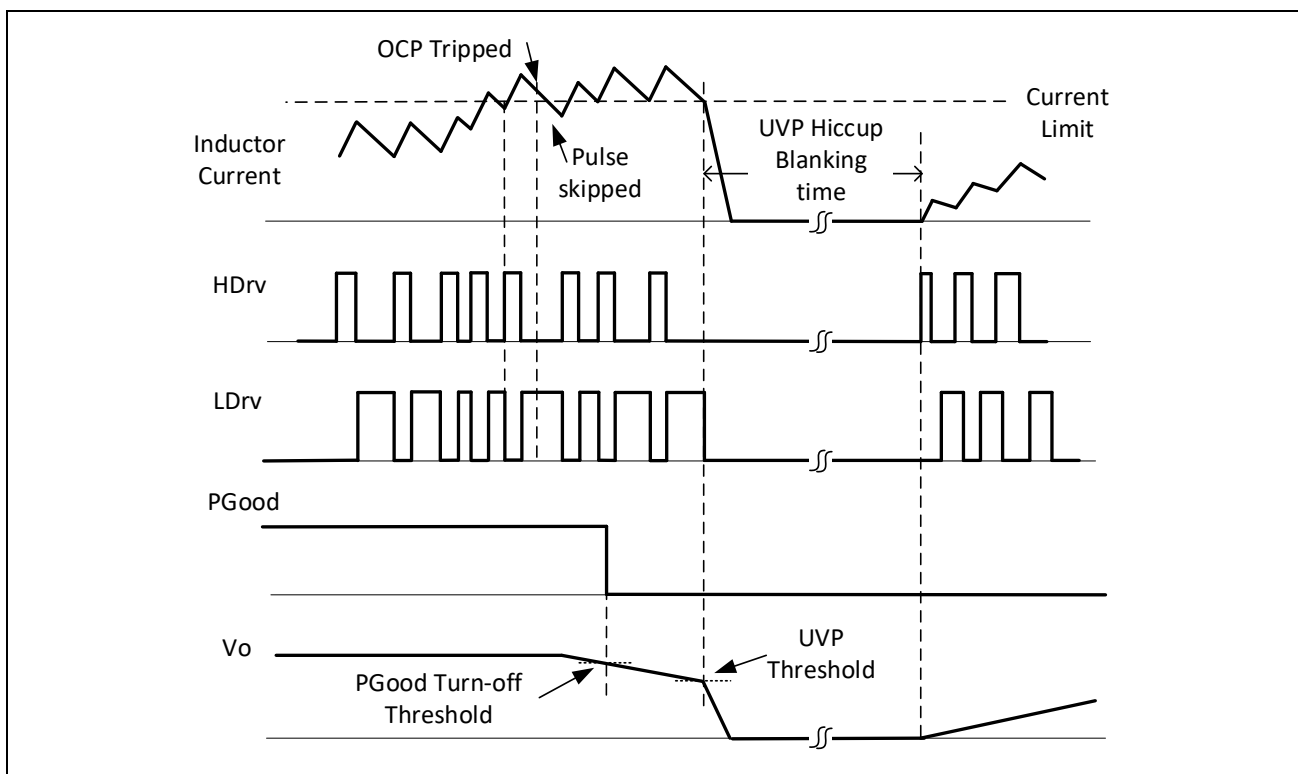 OCP Tripped
Current
Limit
UVP Hiccup
Blanking
time
Inductor
Current
Pulse
skipped
HDrv
LDrv
PGood
Vo
UVP
Threshold
PGood Turn-off
Threshold